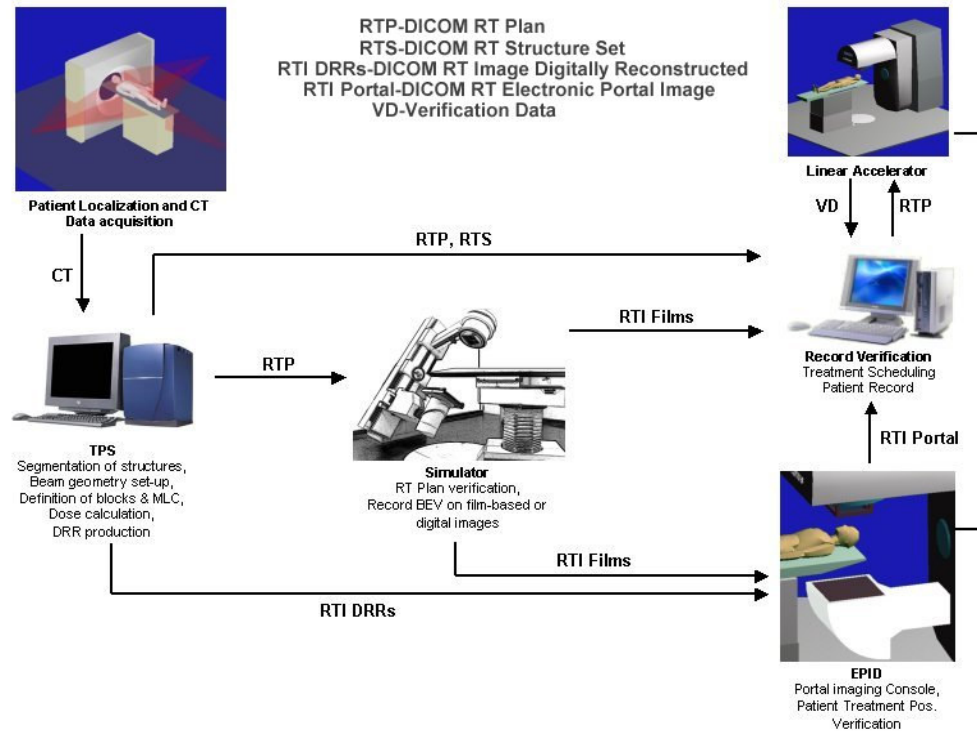 RTP-DICOM RT Plan
RTS-DICOM RT Structure Set
RTI DRRs-DICOM RT Image Digitally Reconstructed
RTI Portal-DICOM RT Electronic Portal Image
VD-Verification Data
Patient Localization and CT
Data acquisition
Linear Accelerator
VD
RTP
CT
RTP, RTS
RTI Films
RTP
Record Verification
Treatment Scheduling
Patient Record
TPS
Segmentation of structures,
Beam geometry set-up,
Definition of blocks & MLC,
Dose calculation,
DRR production
Simulator
RT Plan verification,
Record BEV on film-based or
digital images
RTI Portal
RTI Films
RTI DRRs
EPID
Portal imaging Console,
Patient Treatment Pos.
Verification